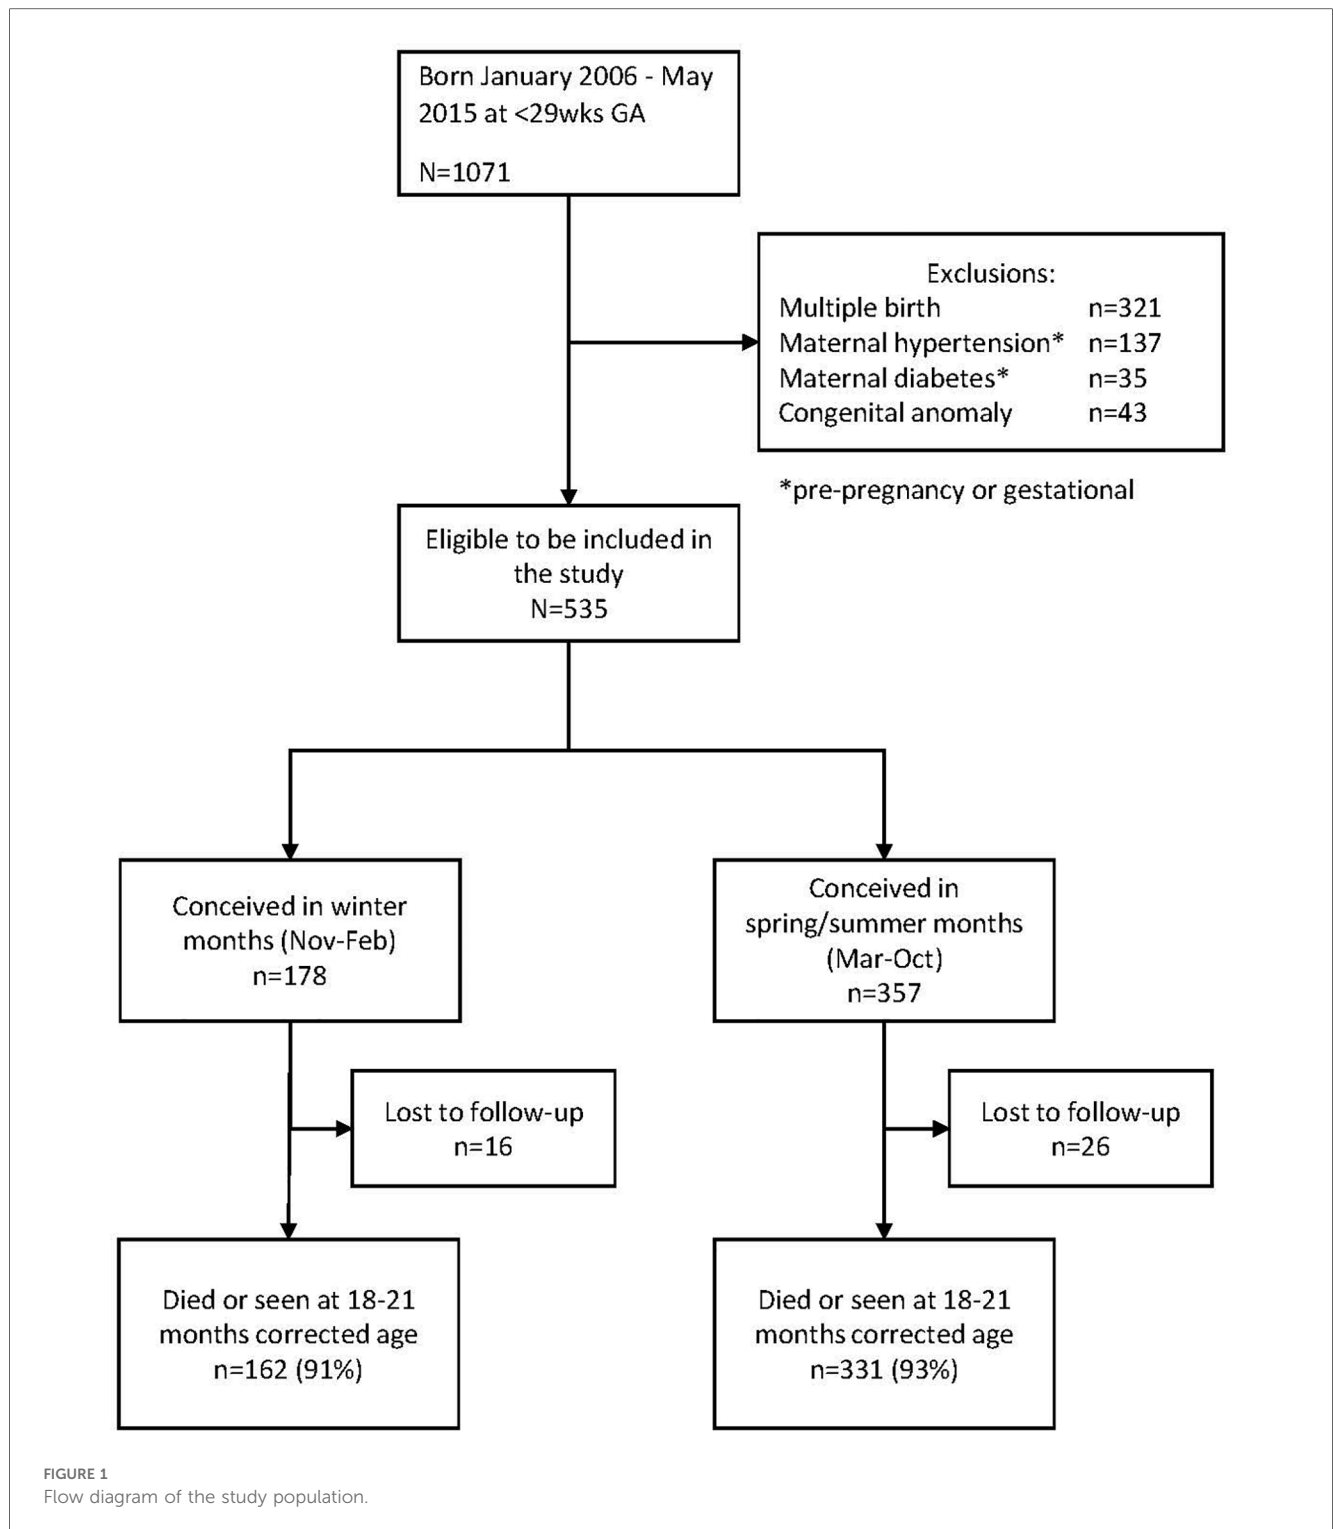 Born January 2006 - May
2015 at <29wks GA
N=1071
Exclusions:
Multiple birth n=321
Maternal hypertension* n=137
Maternal diabetes* n=35
Congenital anomaly n=43
*pre-pregnancy or gestational
Eligible to be included in
the study
N=535
Conceived in winter
months (Nov-Feb)
n=178
Conceived in
spring/summer months
(Mar-Oct)
n=357
Lost to follow-up
n=16
Lost to follow-up
n=26
Died or seen at 18-21
months corrected age
n=162 (91%)
Died or seen at 18-21
months corrected age
n=331 (93%)
FIGURE 1
Flow diagram of the study population.